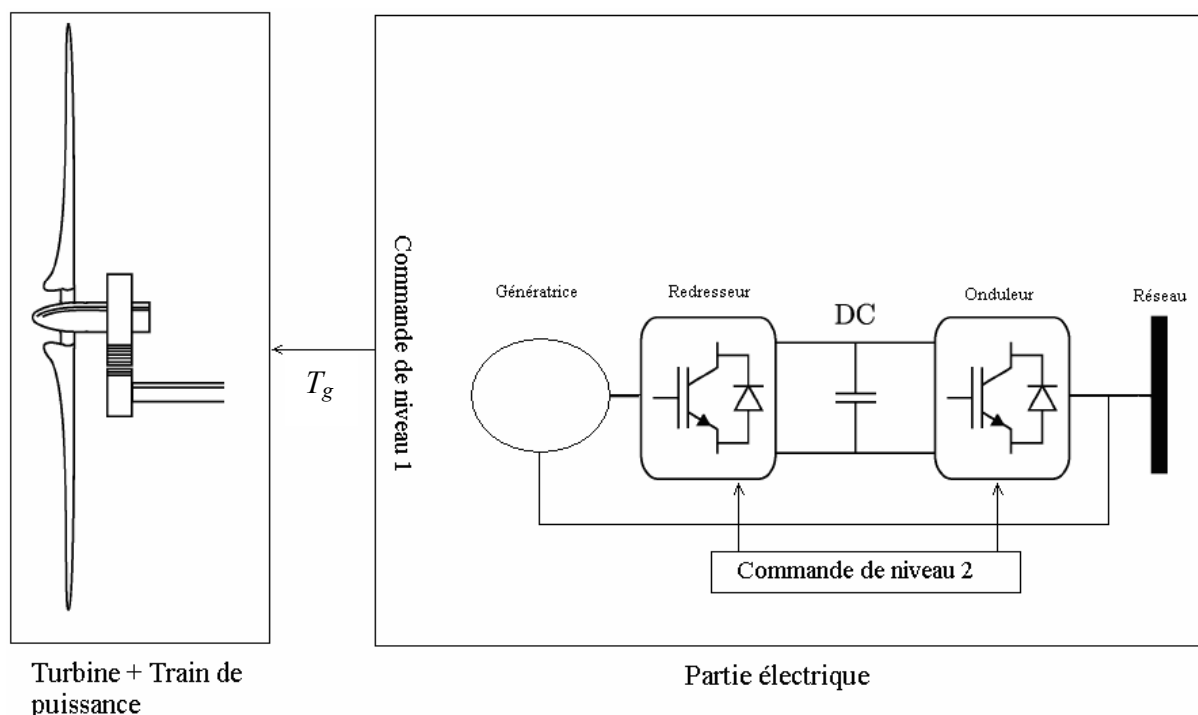 Commande de niveau 1
T_g
Génératrice
Redresseur
DC
Onduleur
Réseau
Commande de niveau 2
Turbine + Train de
puissance
Partie électrique